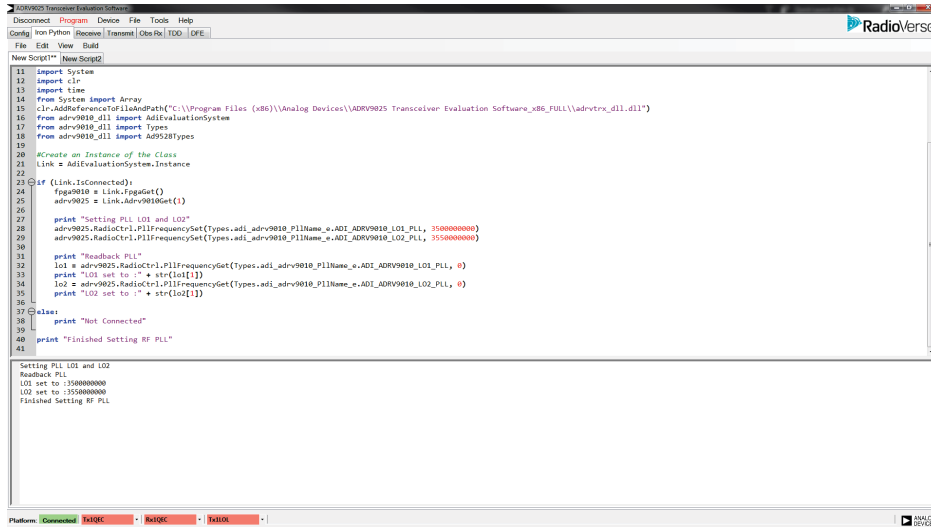 ADRV9025 Transceiver Evaluation Software
Disconnect Program Device File Tools Help
Config Iron Python Receive Transmit Obs Rx TDD DFE
RadioVerse
File Edit View Build
New Script1** New Script2
11 import System
12 import clr
13 import time
14 from System import Array
15 clr.AddReferenceToFileAndPath("C:\\Program Files (x86)\\Analog Devices\\ADRV9025 Transceiver Evaluation Software_x86_FULL\\adrvtrx_dll.dll")
16 from adrv9010_dll import AdiEvaluationSystem
17 from adrv9010_dll import Types
18 from adrv9010_dll import Ad9528Types
19
20 #Create an Instance of the Class
21 Link = AdiEvaluationSystem.Instance
22
23 if (Link.IsConnected):
24 fpga9010 = Link.FpgaGet()
25 adrv9025 = Link.Adrv9010Get(1)
26
27 print "Setting PLL LO1 and LO2"
28 adrv9025.RadioCtrl.PllFrequencySet(Types.adi_adrv9010_PllName_e.ADI_ADRV9010_LO1_PLL, 3500000000)
29 adrv9025.RadioCtrl.PllFrequencySet(Types.adi_adrv9010_PllName_e.ADI_ADRV9010_LO2_PLL, 3550000000)
30
31 print "Readback PLL"
32 lo1 = adrv9025.RadioCtrl.PllFrequencyGet(Types.adi_adrv9010_PllName_e.ADI_ADRV9010_LO1_PLL, 0)
33 print "LO1 set to :" + str(lo1[1])
34 lo2 = adrv9025.RadioCtrl.PllFrequencyGet(Types.adi_adrv9010_PllName_e.ADI_ADRV9010_LO2_PLL, 0)
35 print "LO2 set to :" + str(lo2[1])
36
37 else:
38 print "Not Connected"
39
40 print "Finished Setting RF PLL"
41
Setting PLL LO1 and LO2
Readback PLL
LO1 set to :3500000000
LO2 set to :3550000000
Finished Setting RF PLL
Platform: Connected Tx1QEC Rx1QEC Tx1LOL
ANALO
DEVICE